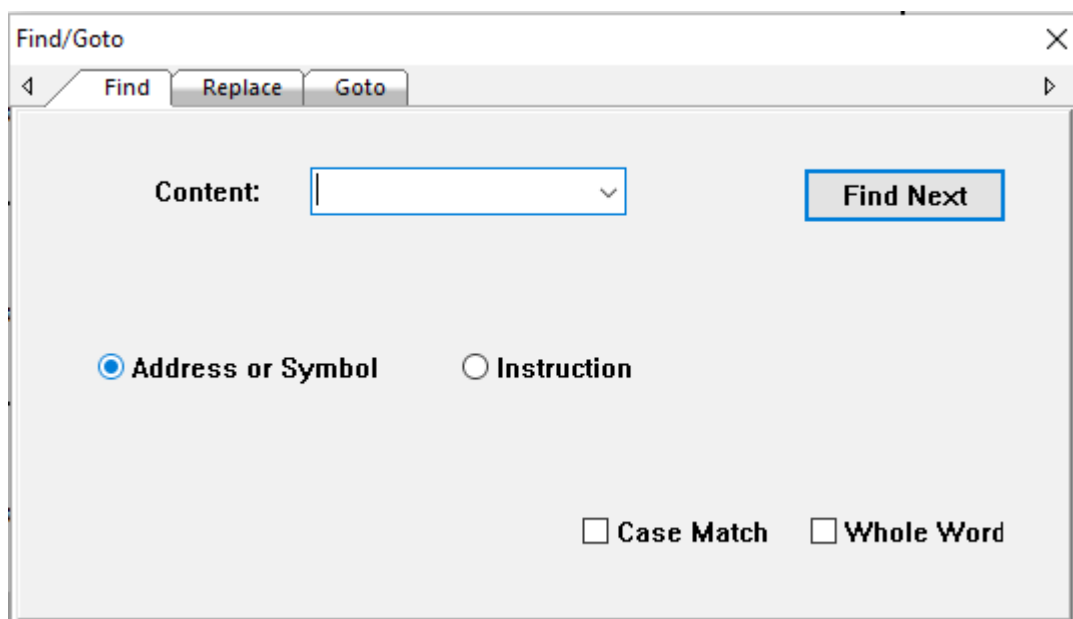 Find/Goto
Find Replace Goto
Content: Find Next
Address or Symbol Instruction
Case Match Whole Word